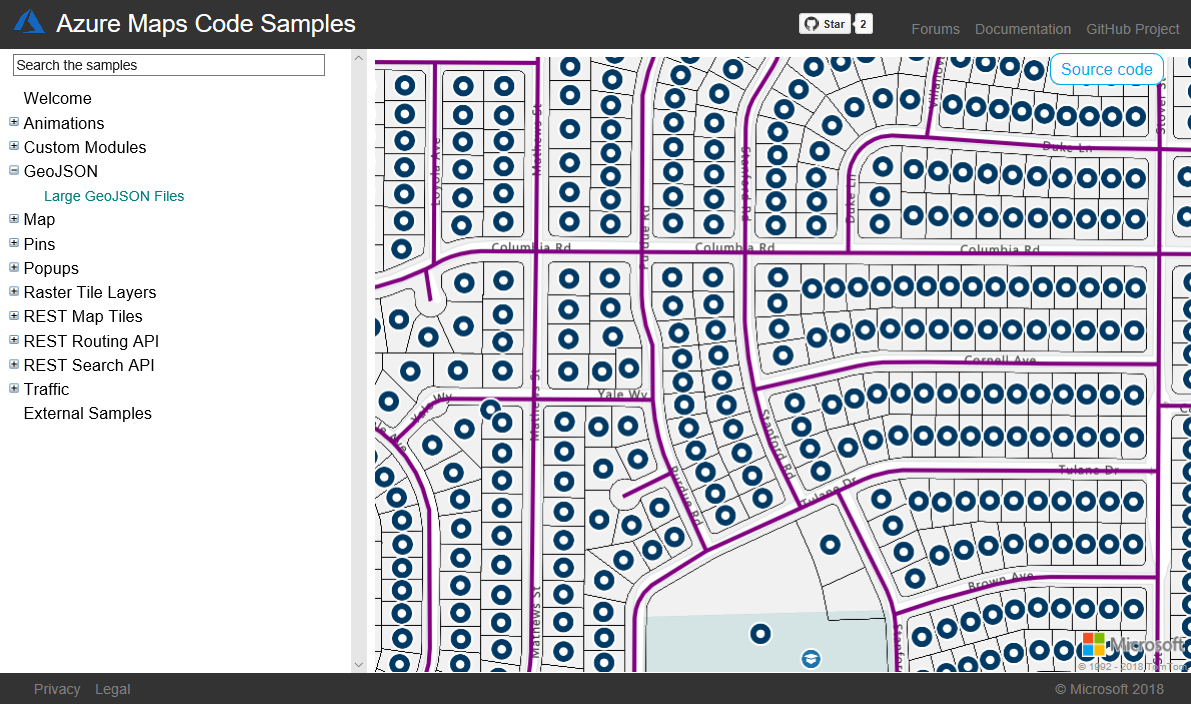 Azure Maps Code Samples
Star 2
Forums Documentation GitHub Project
Search the samples
Welcome
Animations
Custom Modules
GeoJSON
Large GeoJSON Files
Map
Pins
Popups
Raster Tile Layers
REST Map Tiles
REST Routing API
REST Search API
Traffic
External Samples
Source code
Loyola Ave
Mathews St
Purdue Rd
Stanford Rd
Duke Ln
Duke Ln
Columbia Rd
Columbia Rd
Columbia Rd
Cornell Ave
Mathews St
Yale Wy
Yale Wy
Stanford Rd
Purdue Rd
Tulane Dr
Tulane Dr
Brown Ave
Mathews St
Microsoft
© 1992 - 2018 TomTom
Privacy Legal
© Microsoft 2018